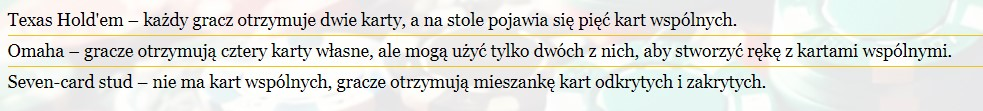 Texas Hold'em – każdy gracz otrzymuje dwie karty, a na stole pojawia się pięć kart wspólnych.
Omaha – gracze otrzymują cztery karty własne, ale mogą użyć tylko dwóch z nich, aby stworzyć rękę z kartami wspólnymi.
Seven-card stud – nie ma kart wspólnych, gracze otrzymują mieszankę kart odkrytych i zakrytych.